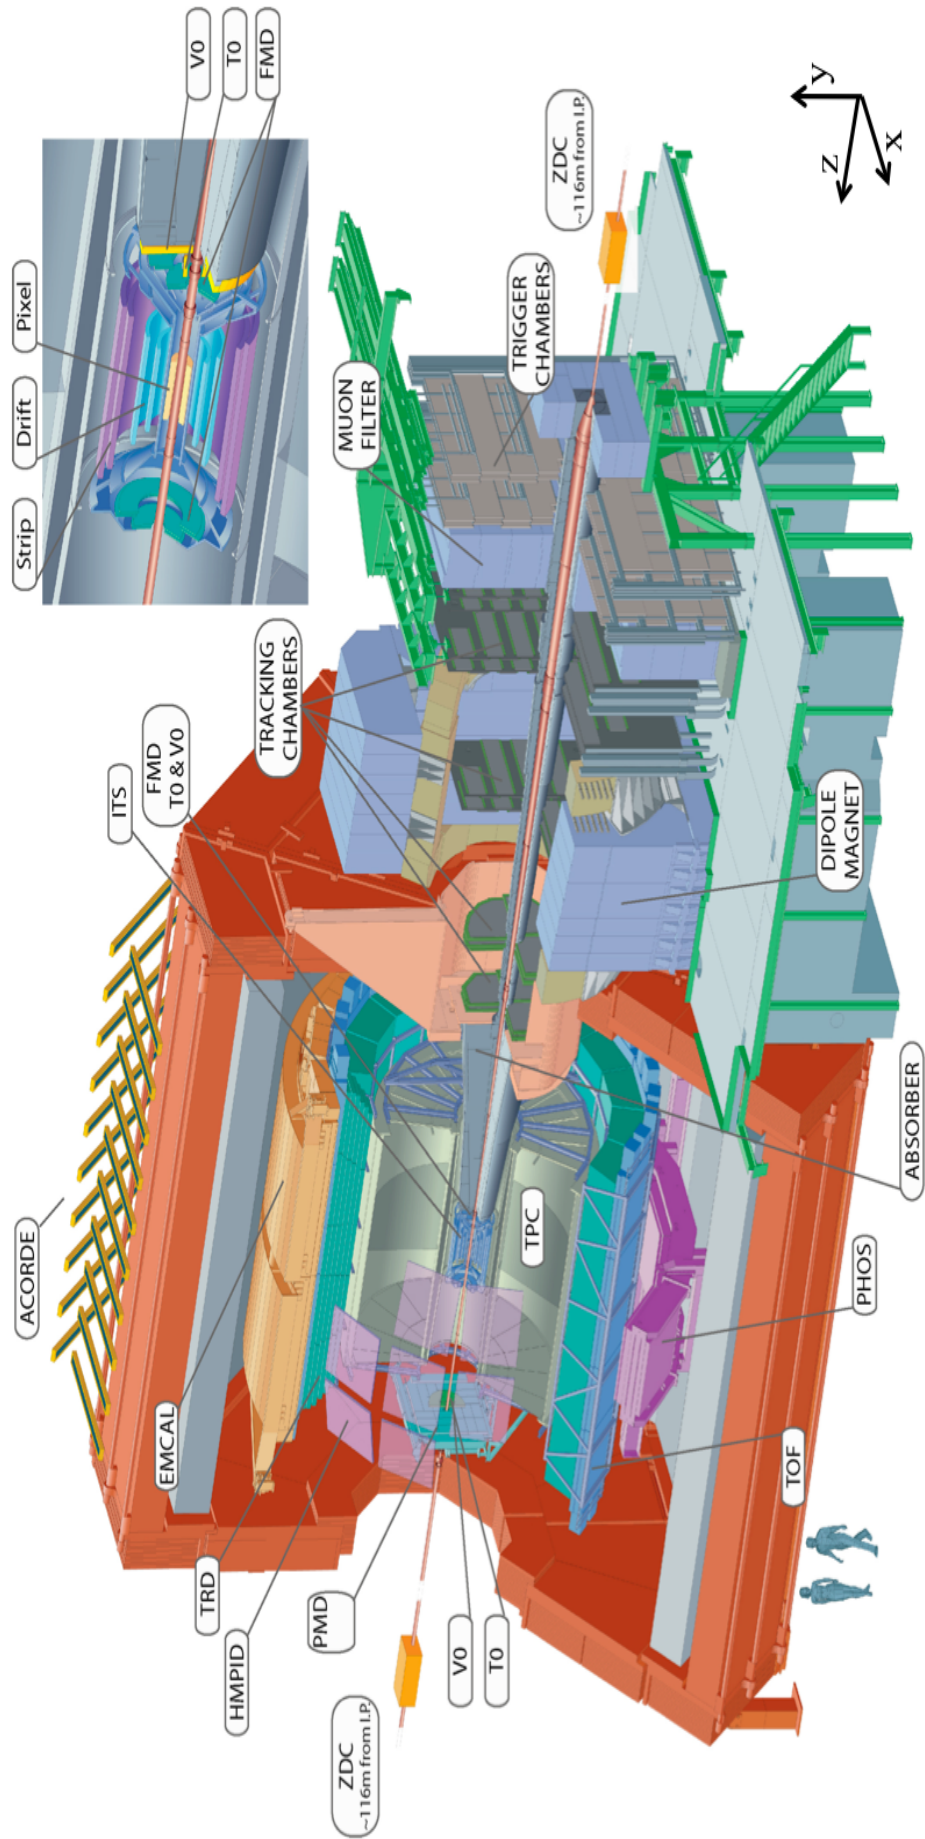 ACORDE
EMCAL
TRD
HMPID
PMD
ZDC
~116m from I.P.
V0
T0
ITS
FMD
T0 & V0
TRACKING
CHAMBERS
MUON
FILTER
TRIGGER
CHAMBERS
ZDC
~116m from I.P.
TPC
TOF
PHOS
ABSORBER
DIPOLE
MAGNET
Strip
Drift
Pixel
V0
T0
FMD
y
z
x